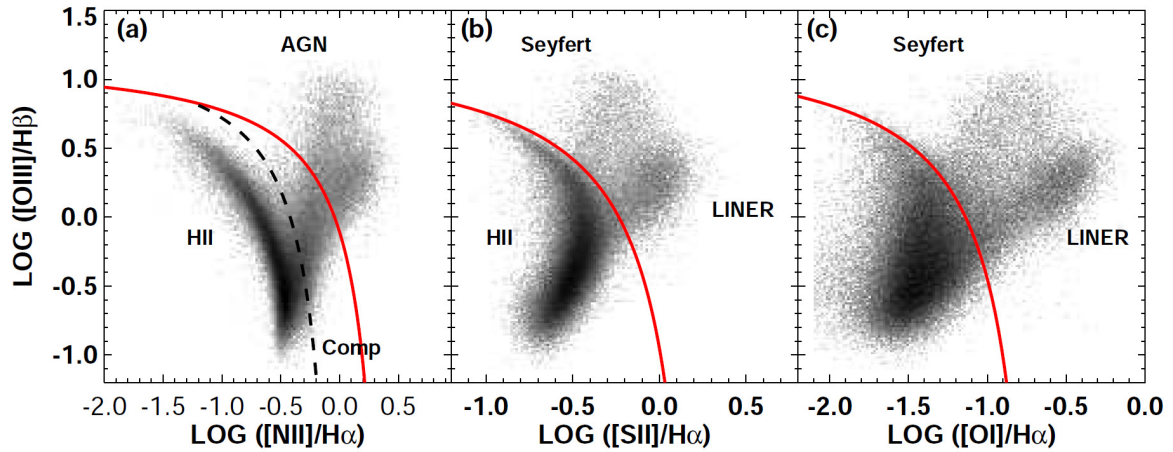 1.5
1.0
0.5
0.0
-0.5
-1.0
LOG ([OIII]/Hβ)
(a)
AGN
HII
Comp
-2.0 -1.5 -1.0 -0.5 0.0 0.5
LOG ([NII]/Hα)
(b)
Seyfert
HII
LINER
-1.0 -0.5 0.0 0.5
LOG ([SII]/Hα)
(c)
Seyfert
LINER
-2.0 -1.5 -1.0 -0.5 0.0
LOG ([OI]/Hα)